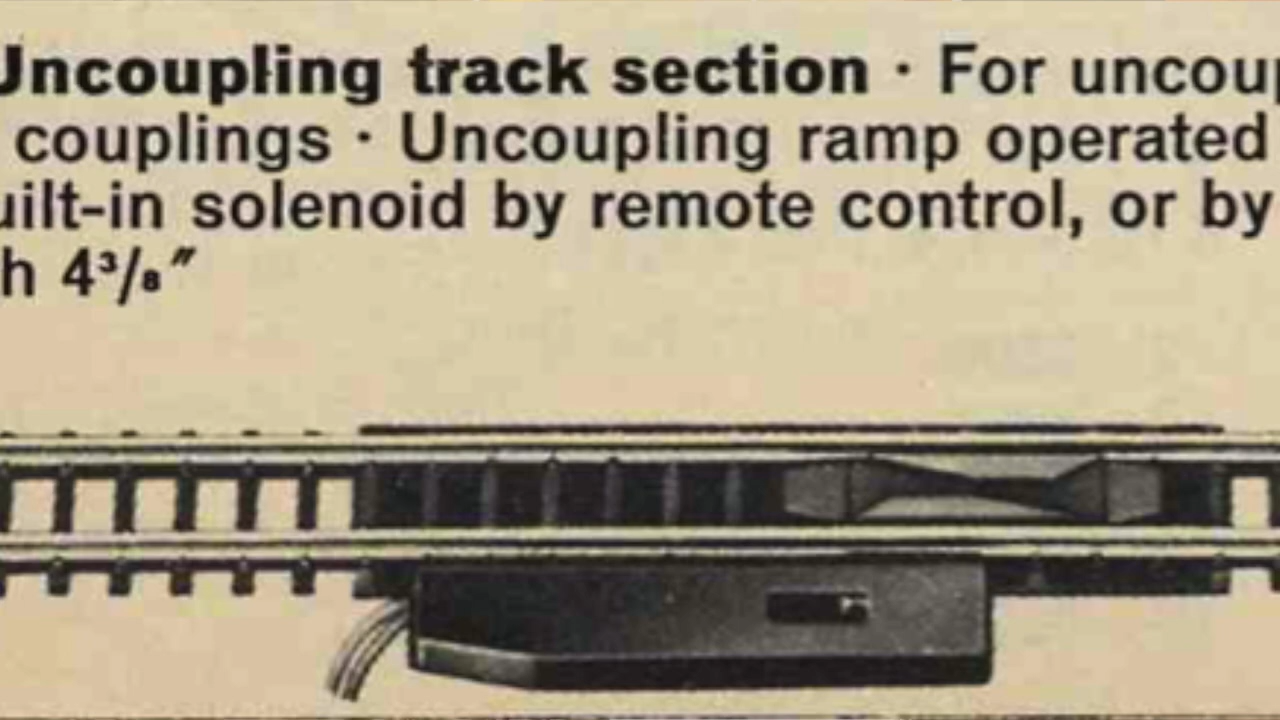 Uncoupling track section · For uncoup
couplings · Uncoupling ramp operated
uilt-in solenoid by remote control, or by
h 4³/₈″